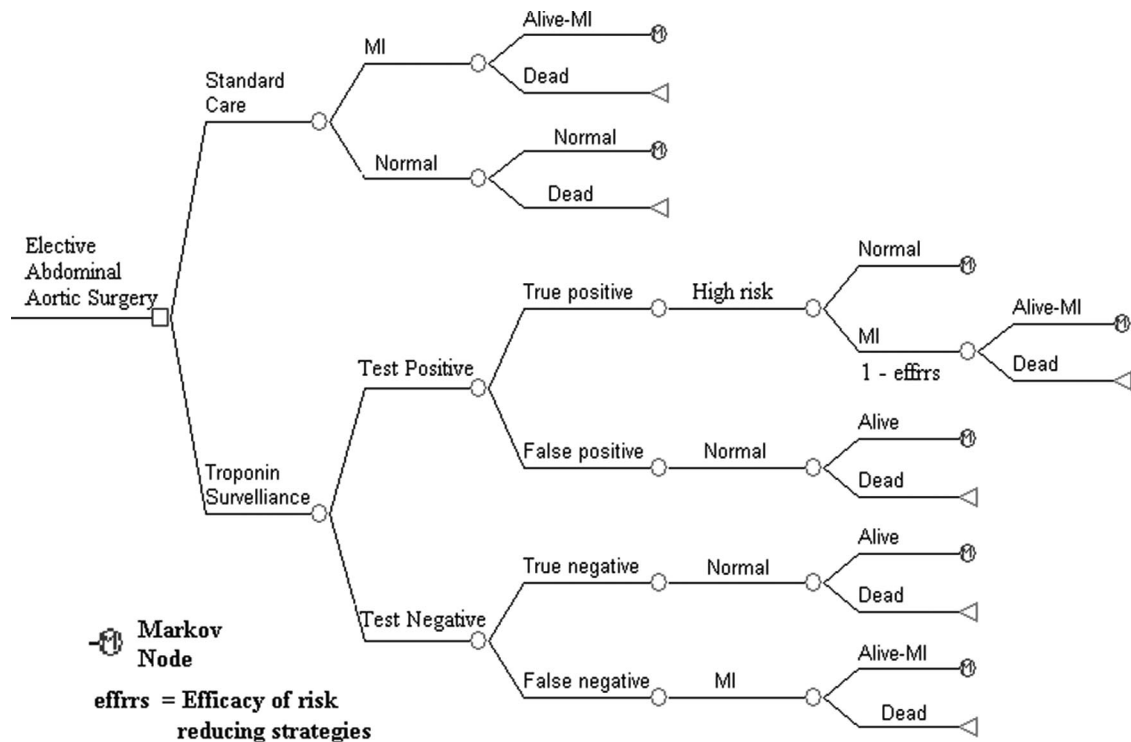 Alive-MI
MI
M
Dead
Standard
Care
Normal
Normal
M
Dead
Elective
Abdominal
Aortic Surgery
Normal
M
True positive
High risk
Alive-MI
M
MI
1 - effrrs
Dead
Test Positive
False positive
Normal
Alive
M
Dead
Troponin
Survelliance
Alive
M
True negative
Normal
Dead
Test Negative
Alive-MI
M
False negative
MI
Dead
M
Markov
Node
effrrs = Efficacy of risk
reducing strategies